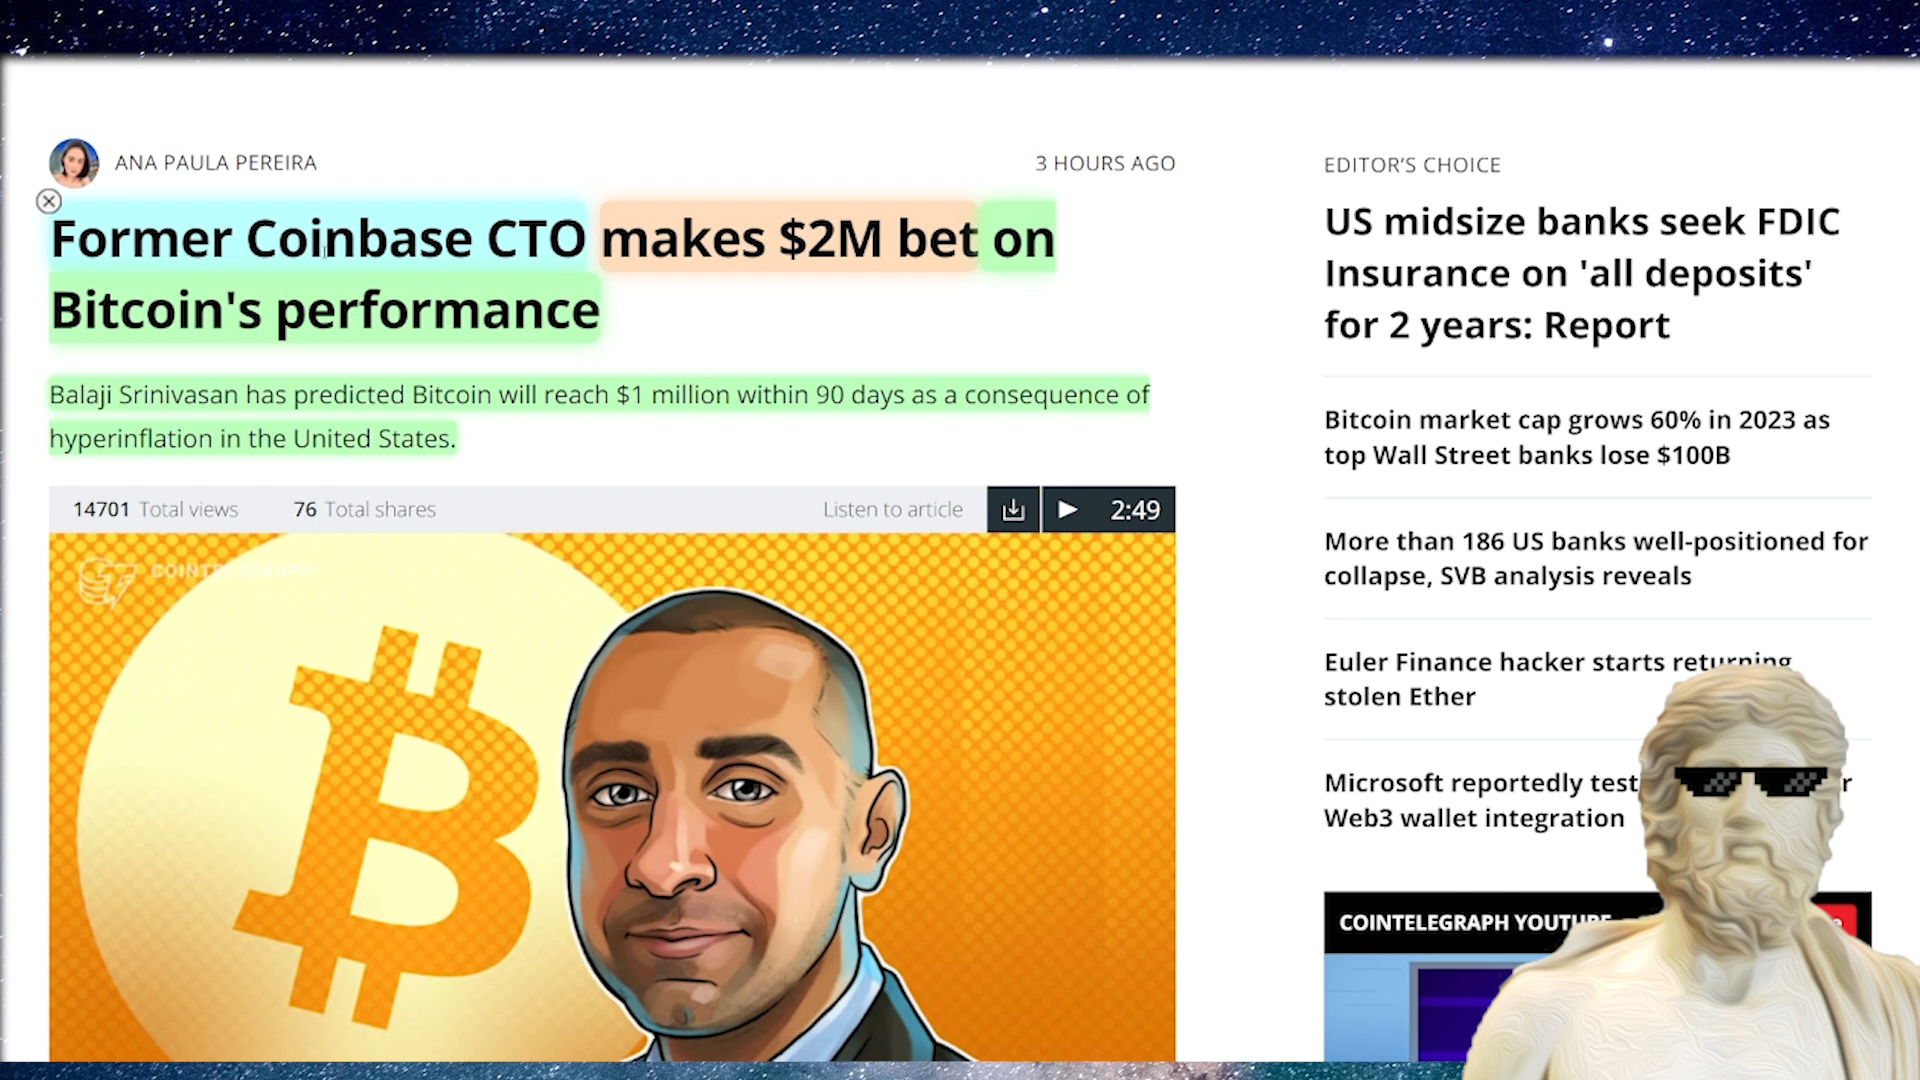 ANA PAULA PEREIRA
3 HOURS AGO
Former Coinbase CTO makes $2M bet on
Bitcoin's performance
Balaji Srinivasan has predicted Bitcoin will reach $1 million within 90 days as a consequence of
hyperinflation in the United States.
14701 Total views
76 Total shares
Listen to article
2:49
COINTELEGRAPH
EDITOR'S CHOICE
US midsize banks seek FDIC
Insurance on 'all deposits'
for 2 years: Report
Bitcoin market cap grows 60% in 2023 as
top Wall Street banks lose $100B
More than 186 US banks well-positioned for
collapse, SVB analysis reveals
Euler Finance hacker starts returning
stolen Ether
Microsoft reportedly
Web3 wallet integration
COINTELEGRAPH YOUTUBE